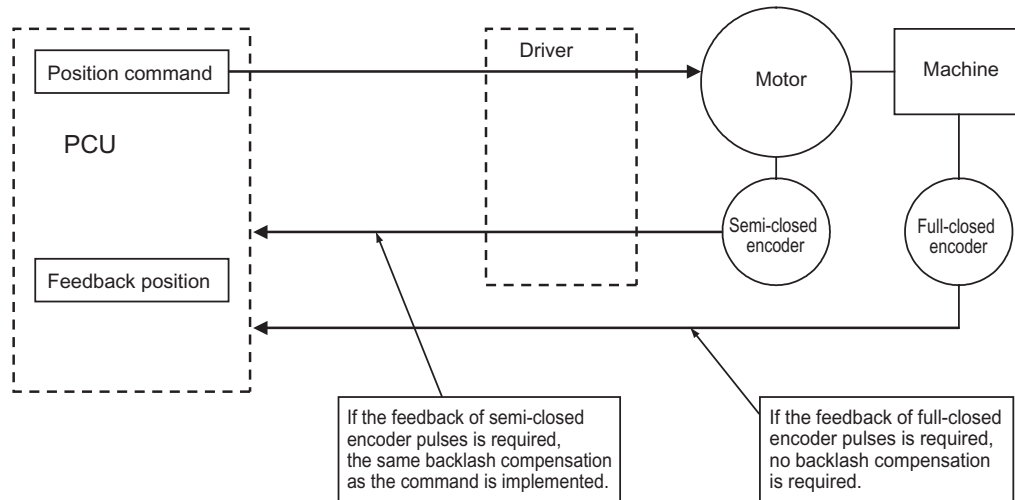 Driver
Position command
Motor
Machine
PCU
Semi-closed
encoder
Full-closed
encoder
Feedback position
If the feedback of semi-closed
encoder pulses is required,
the same backlash compensation
as the command is implemented.
If the feedback of full-closed
encoder pulses is required,
no backlash compensation
is required.